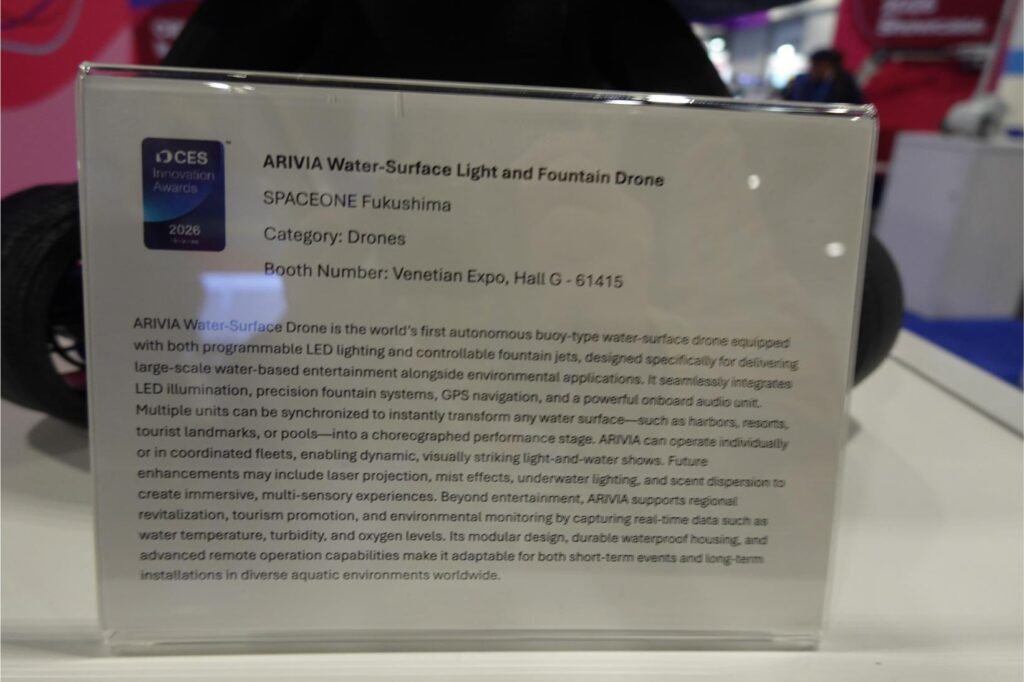 CES
Innovation
Awards
2026
ARIVIA Water-Surface Light and Fountain Drone
SPACEONE Fukushima
Category: Drones
Booth Number: Venetian Expo, Hall G - 61415
ARIVIA Water-Surface Drone is the world's first autonomous buoy-type water-surface drone equipped
with both programmable LED lighting and controllable fountain jets, designed specifically for delivering
large-scale water-based entertainment alongside environmental applications. It seamlessly integrates
LED illumination, precision fountain systems, GPS navigation, and a powerful onboard audio unit.
Multiple units can be synchronized to instantly transform any water surface—such as harbors, resorts,
tourist landmarks, or pools—into a choreographed performance stage. ARIVIA can operate individually
or in coordinated fleets, enabling dynamic, visually striking light-and-water shows. Future
enhancements may include laser projection, mist effects, underwater lighting, and scent dispersion to
create immersive, multi-sensory experiences. Beyond entertainment, ARIVIA supports regional
revitalization, tourism promotion, and environmental monitoring by capturing real-time data such as
water temperature, turbidity, and oxygen levels. Its modular design, durable waterproof housing, and
advanced remote operation capabilities make it adaptable for both short-term events and long-term
installations in diverse aquatic environments worldwide.
Showcase